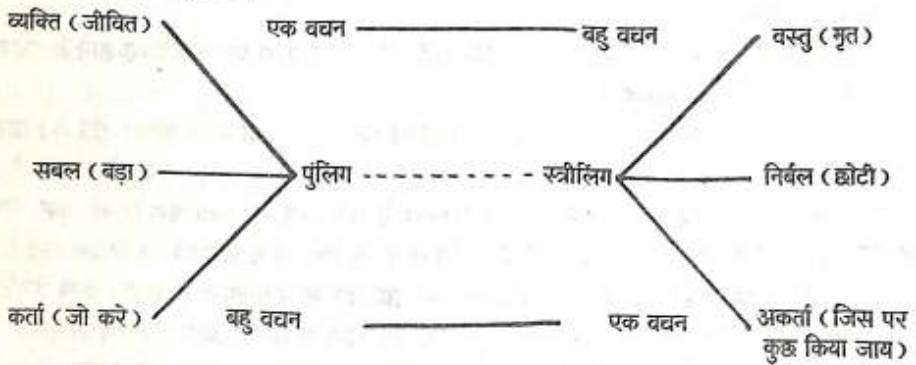 व्यक्ति (जीवित) एक वचन बहु वचन वस्तु (मृत)
सबल (बड़ा) पुंलिग स्त्रीलिंग निर्बल (छोटी)
कर्ता (जो करे) बहु वचन एक वचन अकर्ता (जिस पर
कुछ किया जाय)